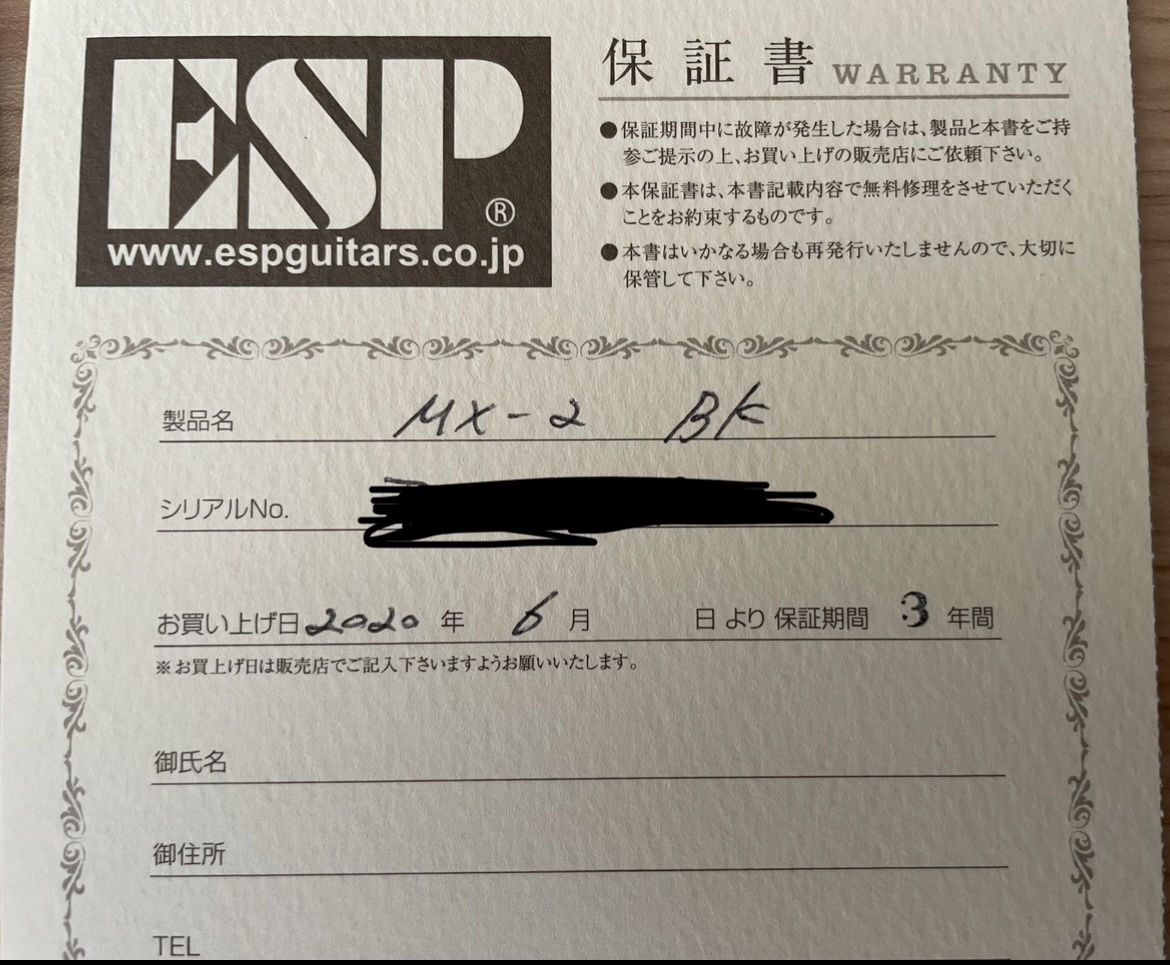 ESP®
www.espguitars.co.jp
保証書 WARRANTY
●保証期間中に故障が発生した場合は、製品と本書をご持
参ご提示の上、お買い上げの販売店にご依頼下さい。
●本保証書は、本書記載内容で無料修理をさせていただく
ことをお約束するものです。
●本書はいかなる場合も再発行いたしませんので、大切に
保管して下さい。
製品名 MX-2 BK
シリアルNo.
お買い上げ日 2020 年 6 月 日 より 保証期間 3 年間
※お買上げ日は販売店でご記入下さいますようお願いいたします。
御氏名
御住所
TEL